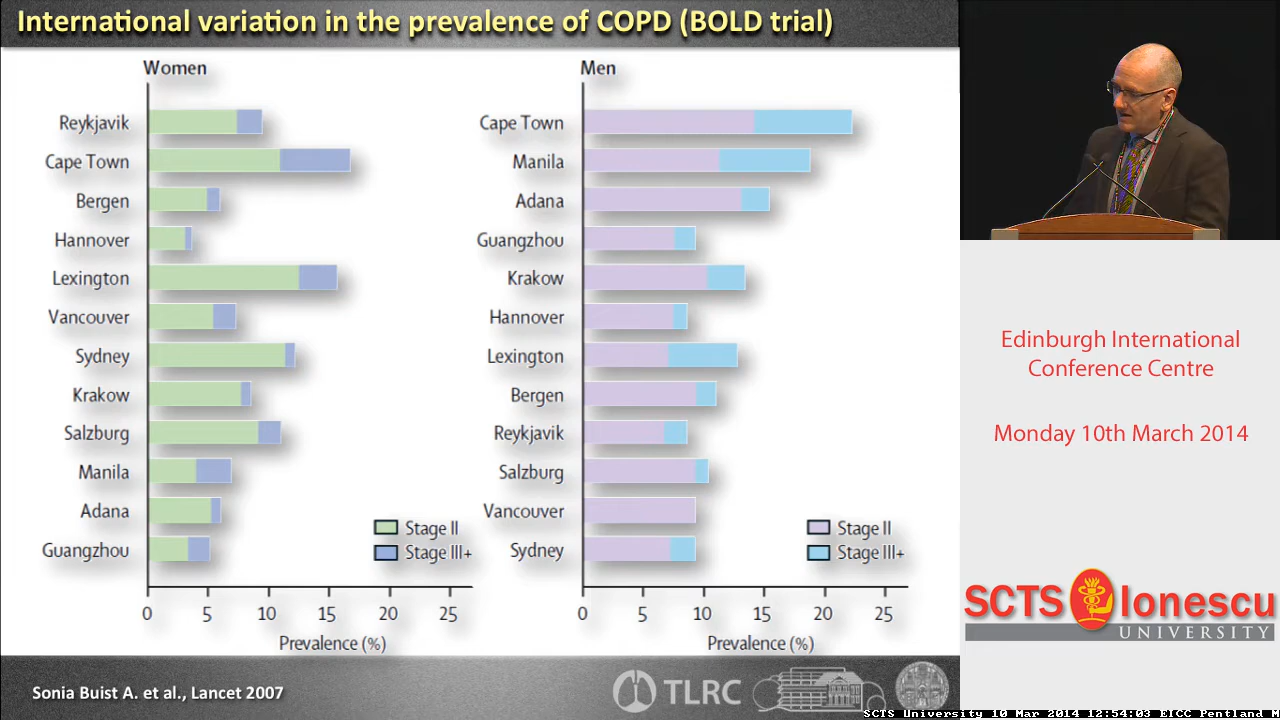 International variation in the prevalence of COPD (BOLD trial)
Women
Reykjavik
Cape Town
Bergen
Hannover
Lexington
Vancouver
Sydney
Krakow
Salzburg
Manila
Adana
Guangzhou
Stage II
Stage III+
0 5 10 15 20 25
Prevalence (%)
Men
Cape Town
Manila
Adana
Guangzhou
Krakow
Hannover
Lexington
Bergen
Reykjavik
Salzburg
Vancouver
Sydney
Stage II
Stage III+
0 5 10 15 20 25
Prevalence (%)
Sonia Buist A. et al., Lancet 2007
TLRC
Edinburgh International
Conference Centre
Monday 10th March 2014
SCTS Ionescu
UNIVERSITY
SCTS University 10 Mar 2014 12:54:03 EICC Pentland M